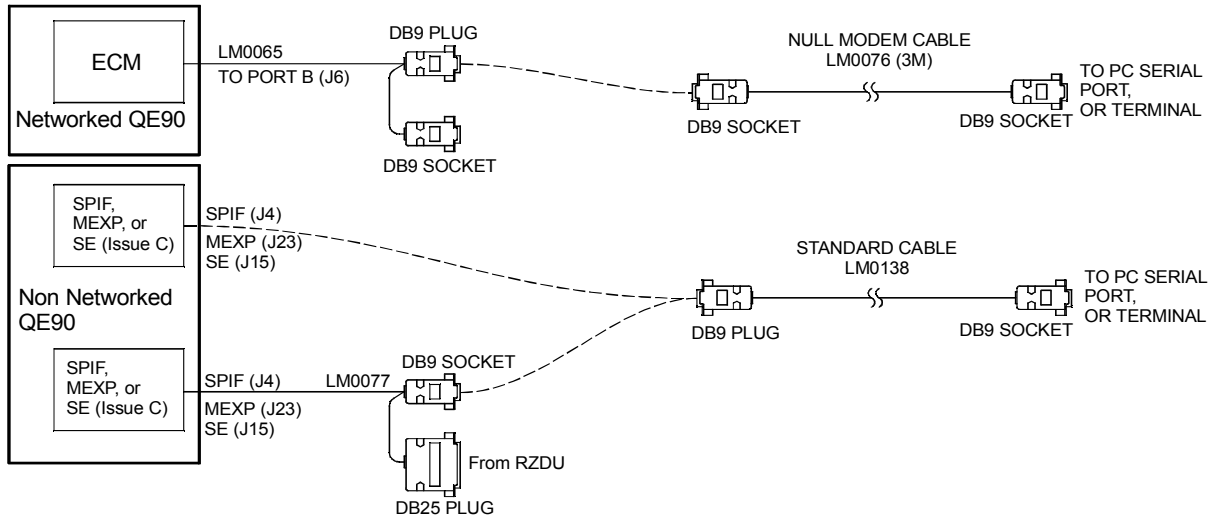 ECM
Networked QE90
LM0065
TO PORT B (J6)
DB9 PLUG
DB9 SOCKET
NULL MODEM CABLE
LM0076 (3M)
DB9 SOCKET
DB9 SOCKET
TO PC SERIAL
PORT,
OR TERMINAL
SPIF,
MEXP, or
SE (Issue C)
SPIF (J4)
MEXP (J23)
SE (J15)
Non Networked
QE90
STANDARD CABLE
LM0138
DB9 PLUG
DB9 SOCKET
TO PC SERIAL
PORT,
OR TERMINAL
SPIF,
MEXP, or
SE (Issue C)
SPIF (J4)
LM0077
MEXP (J23)
SE (J15)
DB9 SOCKET
From RZDU
DB25 PLUG